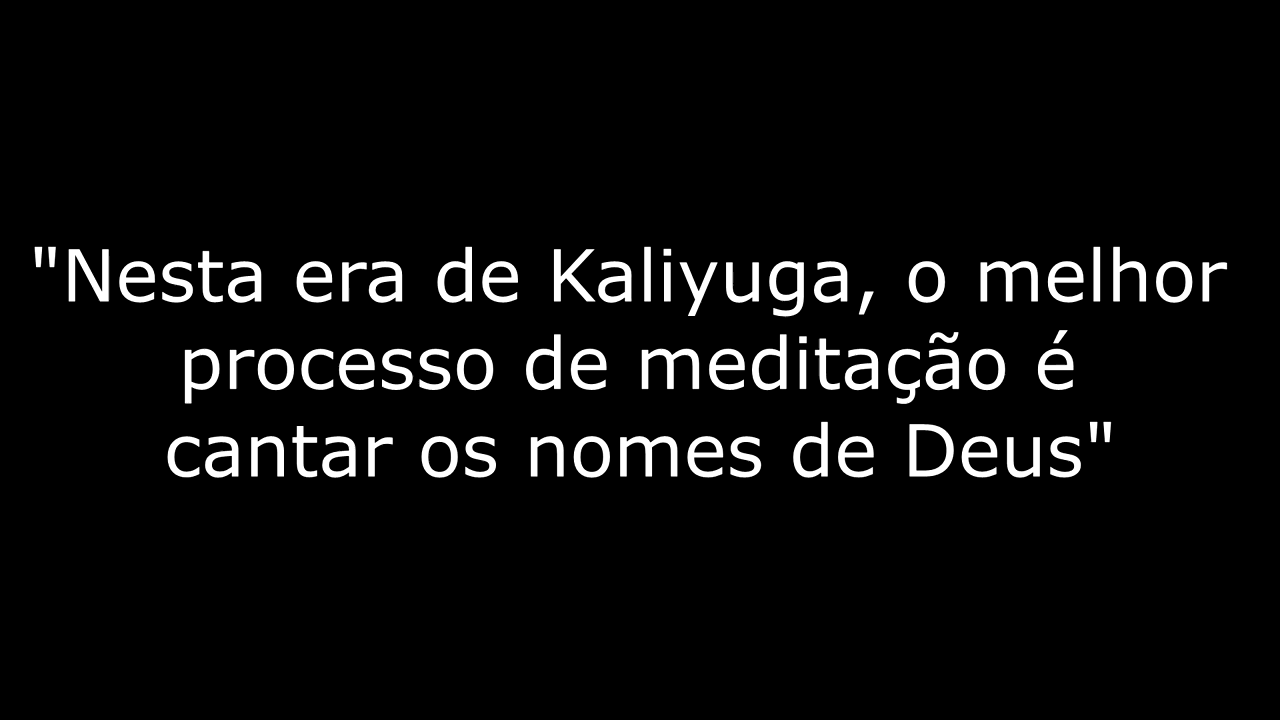 "Nesta era de Kaliyuga, o melhor
processo de meditação é
cantar os nomes de Deus"